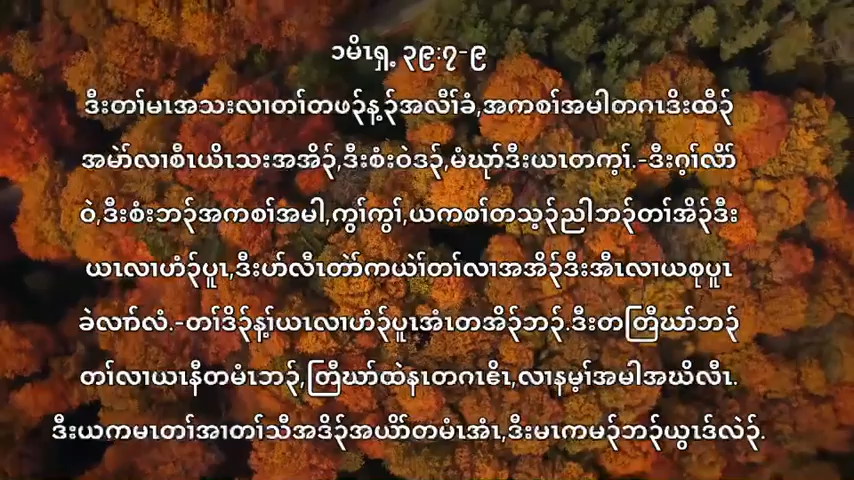 ၁မိၤရှ့ ၃၉:၇-၉
ဒီးတၢ်မၤအသးလၢတၢ်တဖၣ်န့ၣ်အလီၢ်ခံ,အကစၢ်အမါတဂၤဒိးထီၣ်
အမဲာ်လၢစီၤယိၤသးအအိၣ်,ဒီးစံးဝဲဒၣ်,မံဃုာ်ဒီးယၤတက့ၢ်.-ဒီးဂ့ၢ်လိာ်
ဝဲ,ဒီးစံးဘၣ်အကစၢ်အမါ,ကွၢ်ကွၢ်,ယကစၢ်တသ့ၣ်ညါဘၣ်တၢ်အိၣ်ဒီး
ယၤလၢဟံၣ်ပူၤ,ဒီးဟ်လီၤတဲာ်ကယဲၢ်တၢ်လၢအအိၣ်ဒီးအီၤလၢယစုပူၤ
ခဲလၢာ်လံ.-တၢ်ဒိၣ်န့ၢ်ယၤလၢဟံၣ်ပူၤအံၤတအိၣ်ဘၣ်.ဒီးတတြီဃာ်ဘၣ်
တၢ်လၢယၤနီတမံၤဘၣ်,တြီဃာ်ထဲနၤတဂၤဧိၤ,လၢနမ့ၢ်အမါအဃိလီၤ.
ဒီးယကမၤတၢ်အၢတၢ်သီအဒိၣ်အယိာ်တမံၤအံၤ,ဒီးမၤကမၣ်ဘၣ်ယွၤဒ်လဲၣ်.